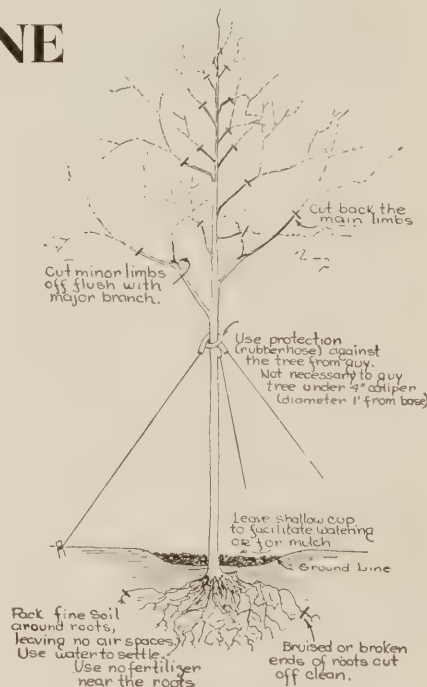 NE
Cut back the
main limbs
Cut minor limbs
off flush with
major branch.
Use protection
(rubberhose) against
the tree from guy.
Not necessary to guy
tree under 4" caliper
(diameter 1' from base)
Leave shallow cup
to facilitate watering
OR for mulch
Ground Line
Pack fine soil
around roots,
leaving no air spaces.
Use water to settle.
Use no fertilizer
near the roots
Bruised or broken
ends of roots cut
off clean.